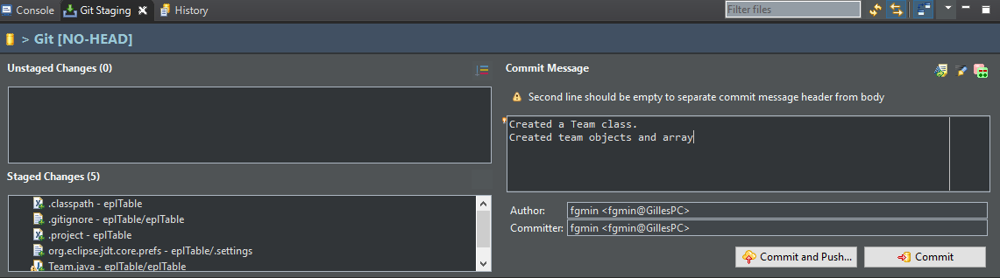 Console Git Staging History Filter files
> Git [NO-HEAD]
Unstaged Changes (0)
Staged Changes (5)
.classpath - eplTable
.gitignore - eplTable/eplTable
.project - eplTable
org.eclipse.jdt.core.prefs - eplTable/.settings
Team.java - eplTable/eplTable
Commit Message
Second line should be empty to separate commit message header from body
Created a Team class.
Created team objects and array
Author: fgmin <fgmin@GillesPC>
Committer: fgmin <fgmin@GillesPC>
Commit and Push... Commit